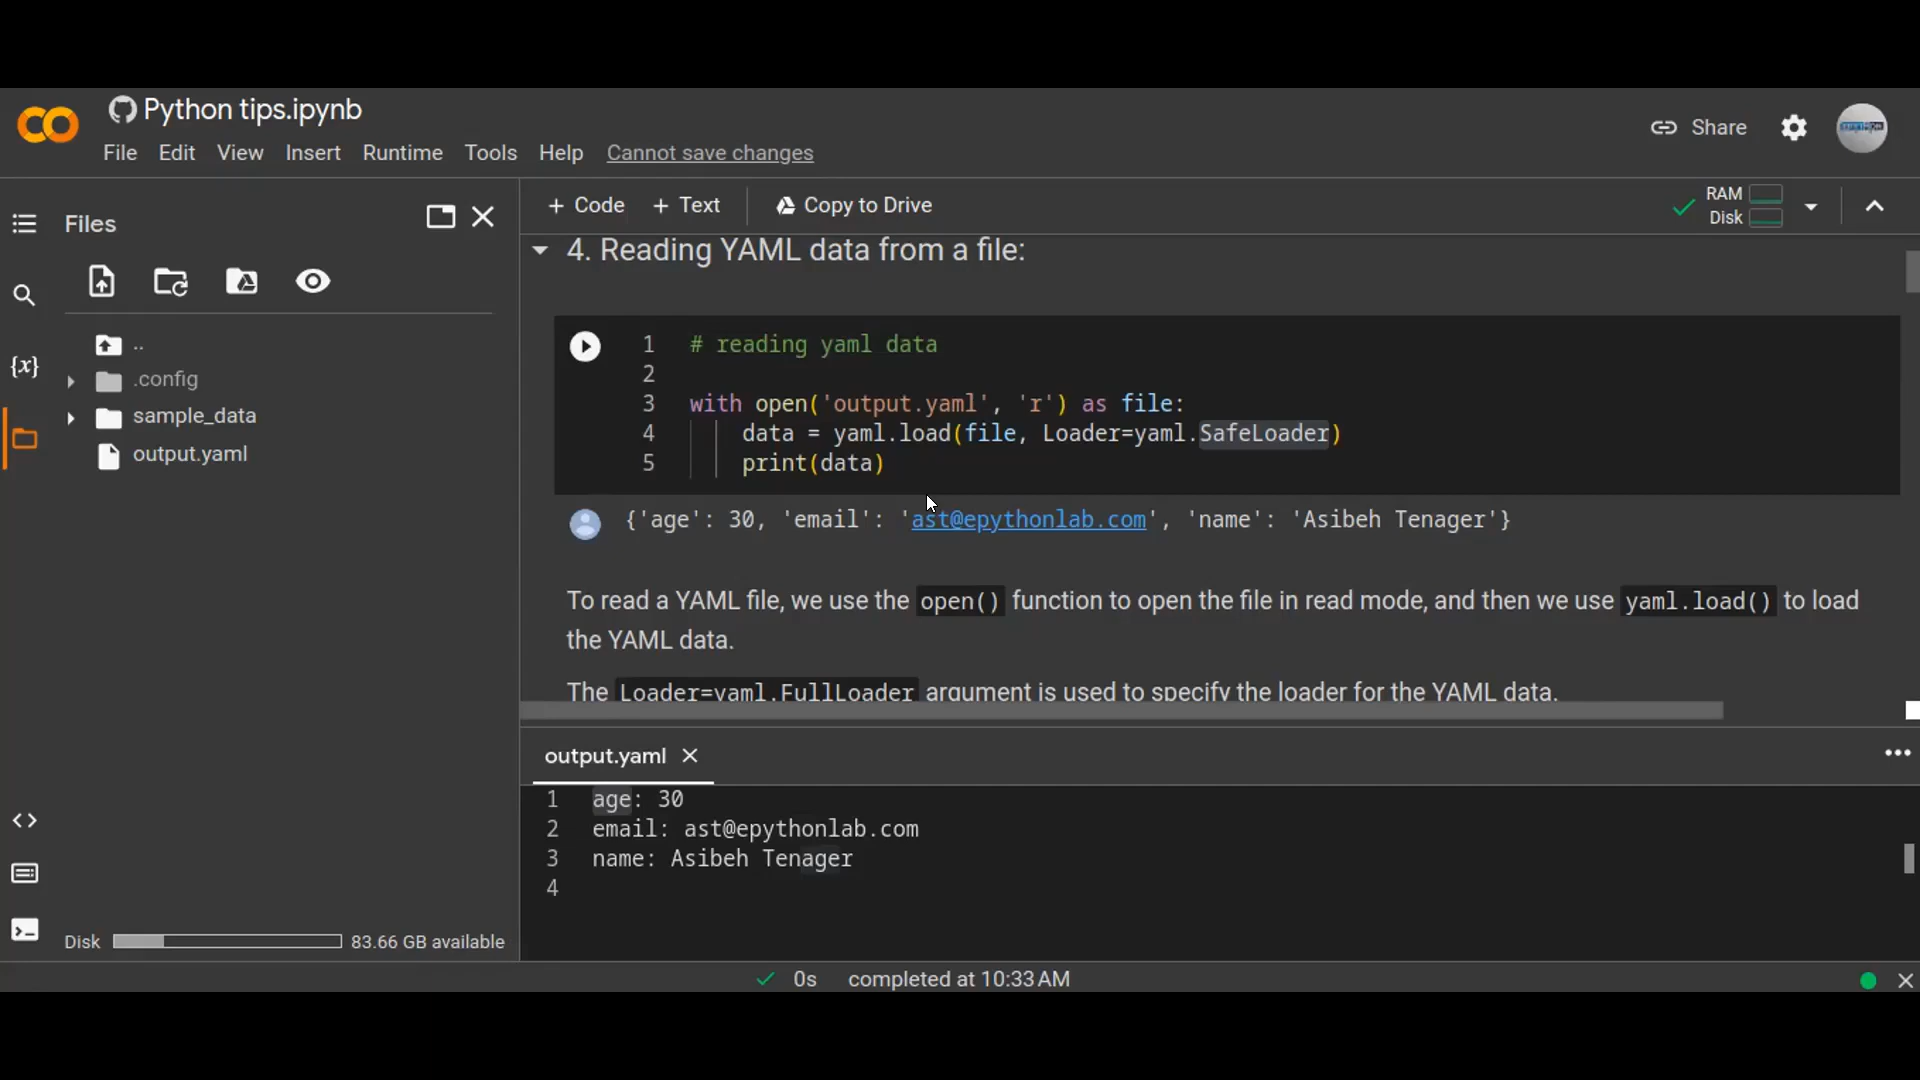 Python tips.ipynb
File Edit View Insert Runtime Tools Help Cannot save changes
Share
Files
+ Code + Text Copy to Drive
RAM
Disk
..
.config
sample_data
output.yaml
{x}
4. Reading YAML data from a file:
1 # reading yaml data
2
3 with open('output.yaml', 'r') as file:
4 data = yaml.load(file, Loader=yaml.SafeLoader)
5 print(data)
{'age': 30, 'email': 'ast@epythonlab.com', 'name': 'Asibeh Tenager'}
To read a YAML file, we use the open() function to open the file in read mode, and then we use yaml.load() to load
the YAML data.
The Loader=yaml.FullLoader argument is used to specify the loader for the YAML data.
output.yaml
1 age: 30
2 email: ast@epythonlab.com
3 name: Asibeh Tenager
4
Disk 83.66 GB available
0s completed at 10:33 AM